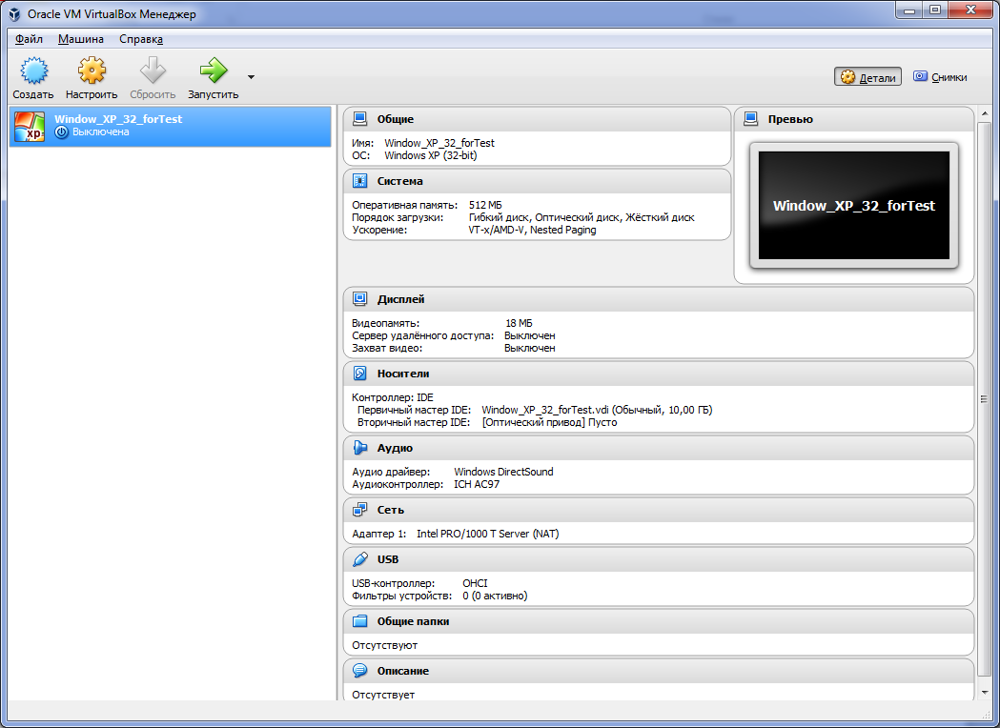 Oracle VM VirtualBox Менеджер
Файл Машина Справка
Создать Настроить Сбросить Запустить Детали Снимки
xp
Window_XP_32_forTest
Выключена
Общие
Имя: Window_XP_32_forTest
ОС: Windows XP (32-bit)
Система
Оперативная память: 512 МБ
Порядок загрузки: Гибкий диск, Оптический диск, Жёсткий диск
Ускорение: VT-x/AMD-V, Nested Paging
Превью
Window_XP_32_forTest
Дисплей
Видеопамять: 18 МБ
Сервер удалённого доступа: Выключен
Захват видео: Выключен
Носители
Контроллер: IDE
Первичный мастер IDE: Window_XP_32_forTest.vdi (Обычный, 10,00 ГБ)
Вторичный мастер IDE: [Оптический привод] Пусто
Аудио
Аудио драйвер: Windows DirectSound
Аудиоконтроллер: ICH AC97
Сеть
Адаптер 1: Intel PRO/1000 T Server (NAT)
USB
USB-контроллер: OHCI
Фильтры устройств: 0 (0 активно)
Общие папки
Отсутствуют
Описание
Отсутствует